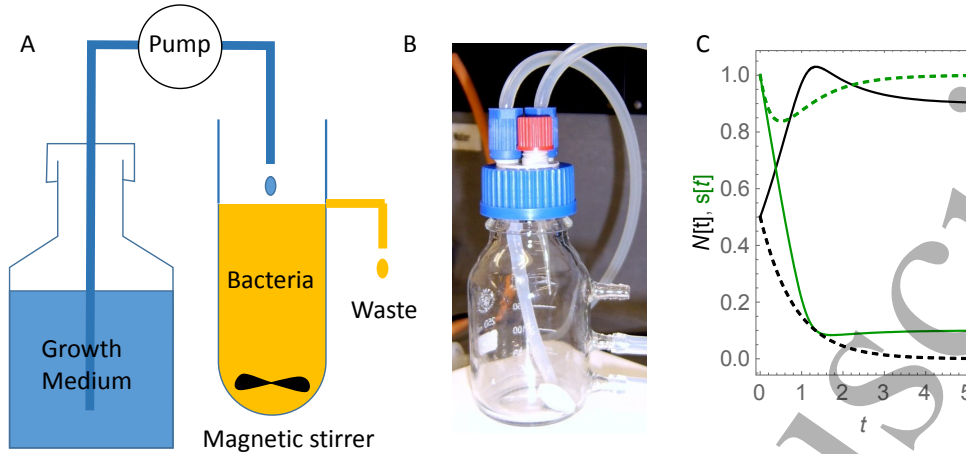 A
Pump
Growth
Medium
Bacteria
Waste
Magnetic stirrer
B
C
N[t], s[t]
1.0
0.8
0.6
0.4
0.2
0.0
0
1
2
3
4
5
t